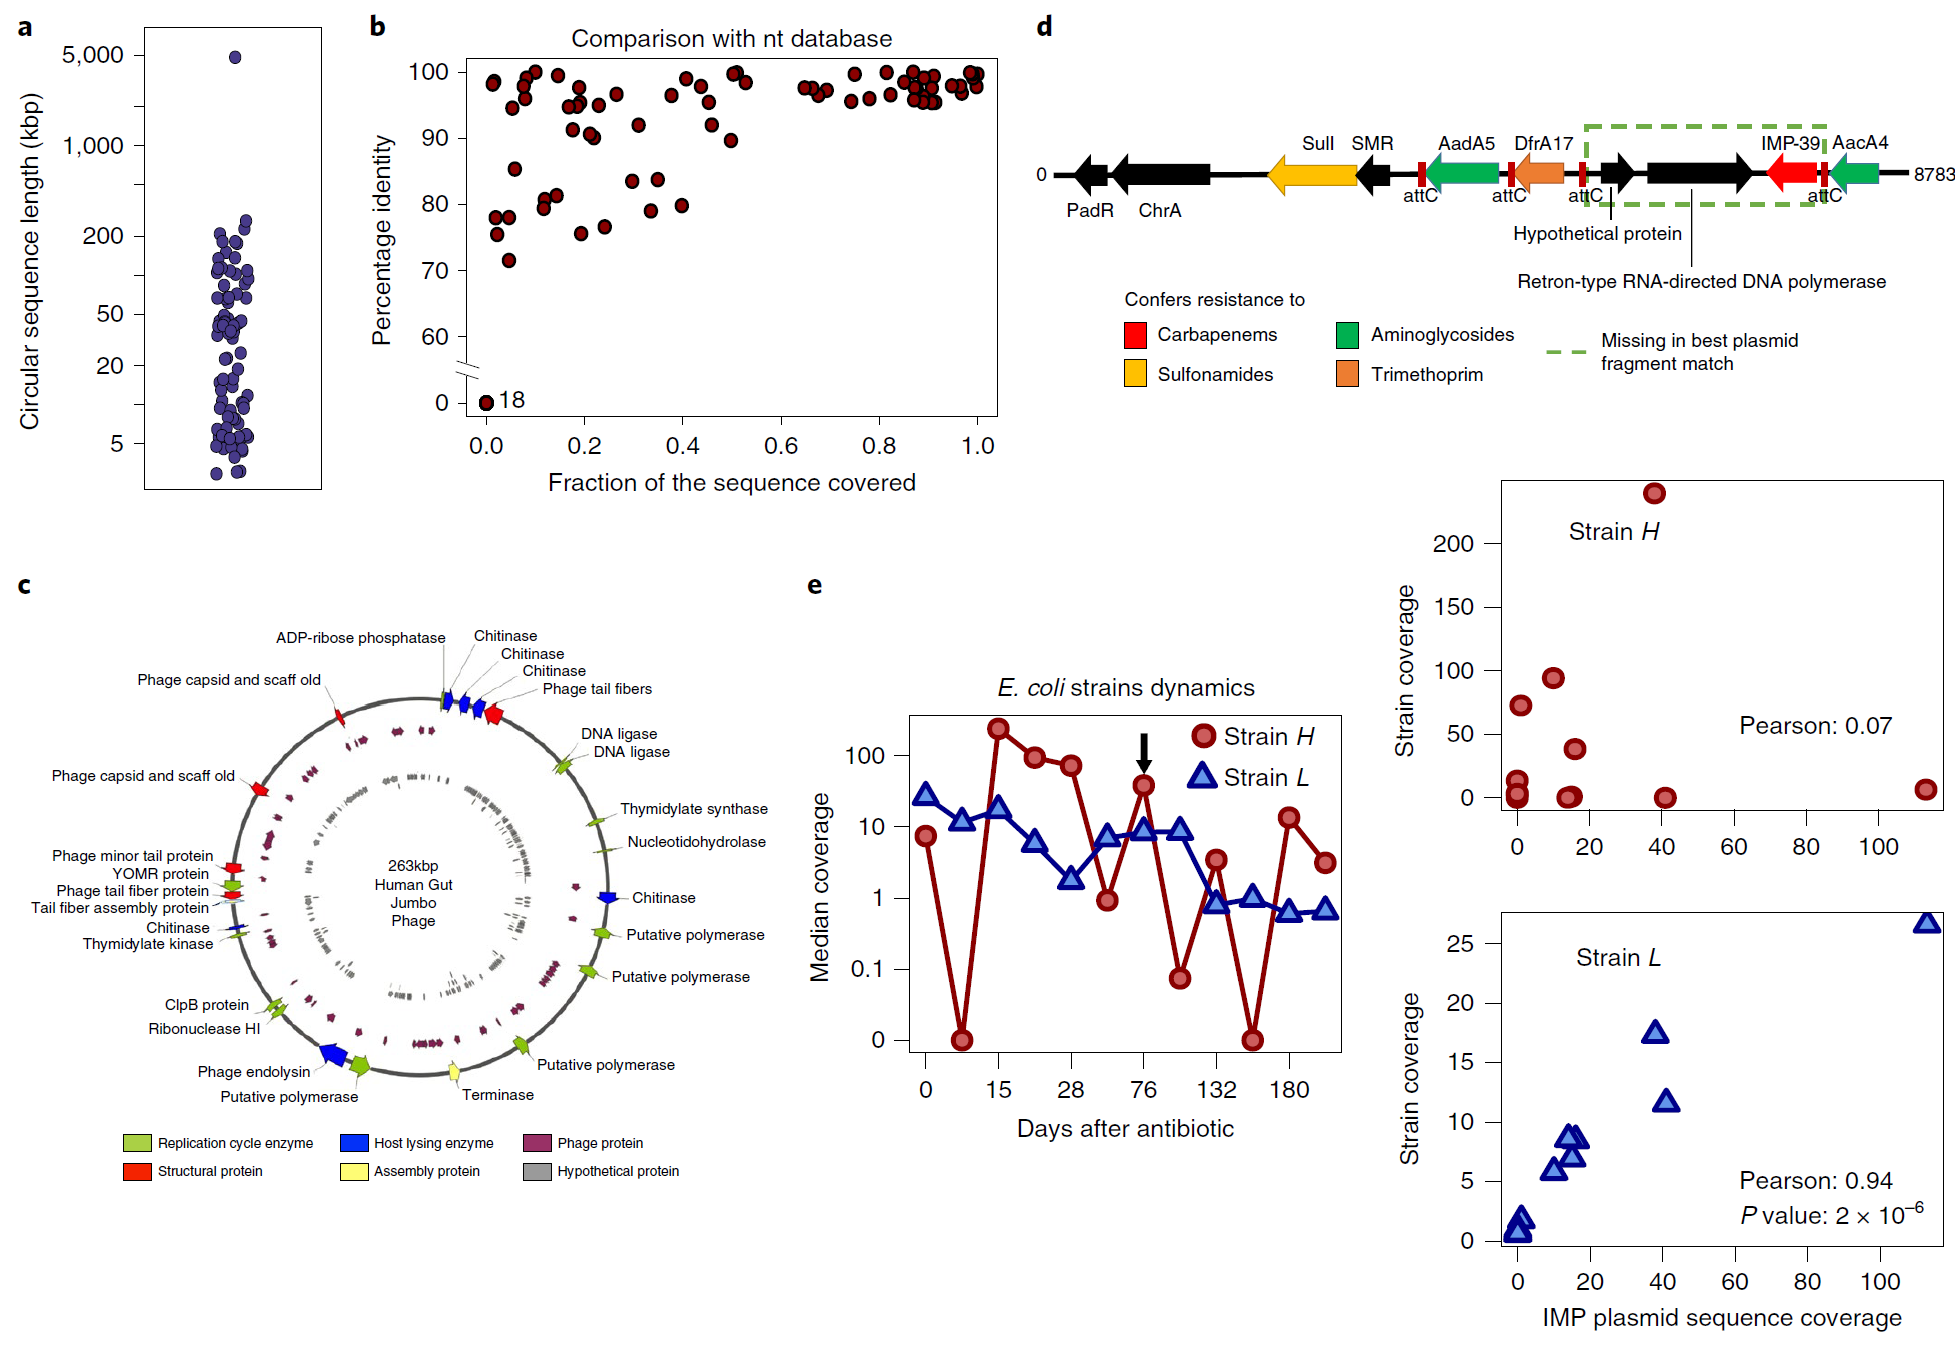 a
5,000
1,000
200
50
20
5
Circular sequence length (kbp)
b
Comparison with nt database
100
90
80
70
60
0
18
0.0
0.2
0.4
0.6
0.8
1.0
Percentage identity
Fraction of the sequence covered
d
SulI
SMR
AadA5
DfrA17
IMP-39
AacA4
0
8783
attC
attC
attC
attC
PadR
ChrA
Hypothetical protein
Retron-type RNA-directed DNA polymerase
Confers resistance to
Carbapenems
Aminoglycosides
Sulfonamides
Trimethoprim
Missing in best plasmid
fragment match
c
ADP-ribose phosphatase
Chitinase
Chitinase
Chitinase
Phage tail fibers
Phage capsid and scaff old
DNA ligase
DNA ligase
Phage capsid and scaff old
Thymidylate synthase
Nucleotidohydrolase
Phage minor tail protein
YOMR protein
Phage tail fiber protein
Tail fiber assembly protein
Chitinase
Thymidylate kinase
263kbp
Human Gut
Jumbo
Phage
Chitinase
Putative polymerase
Putative polymerase
ClpB protein
Ribonuclease HI
Phage endolysin
Putative polymerase
Terminase
Putative polymerase
Replication cycle enzyme
Host lysing enzyme
Phage protein
Structural protein
Assembly protein
Hypothetical protein
e
E. coli strains dynamics
Strain H
Strain L
100
10
1
0.1
0
Median coverage
0
15
28
76
132
180
Days after antibiotic
Strain H
200
150
100
50
0
Strain coverage
Pearson: 0.07
0
20
40
60
80
100
Strain L
25
20
15
10
5
0
Strain coverage
Pearson: 0.94
P value: 2 × 10⁻⁶
0
20
40
60
80
100
IMP plasmid sequence coverage